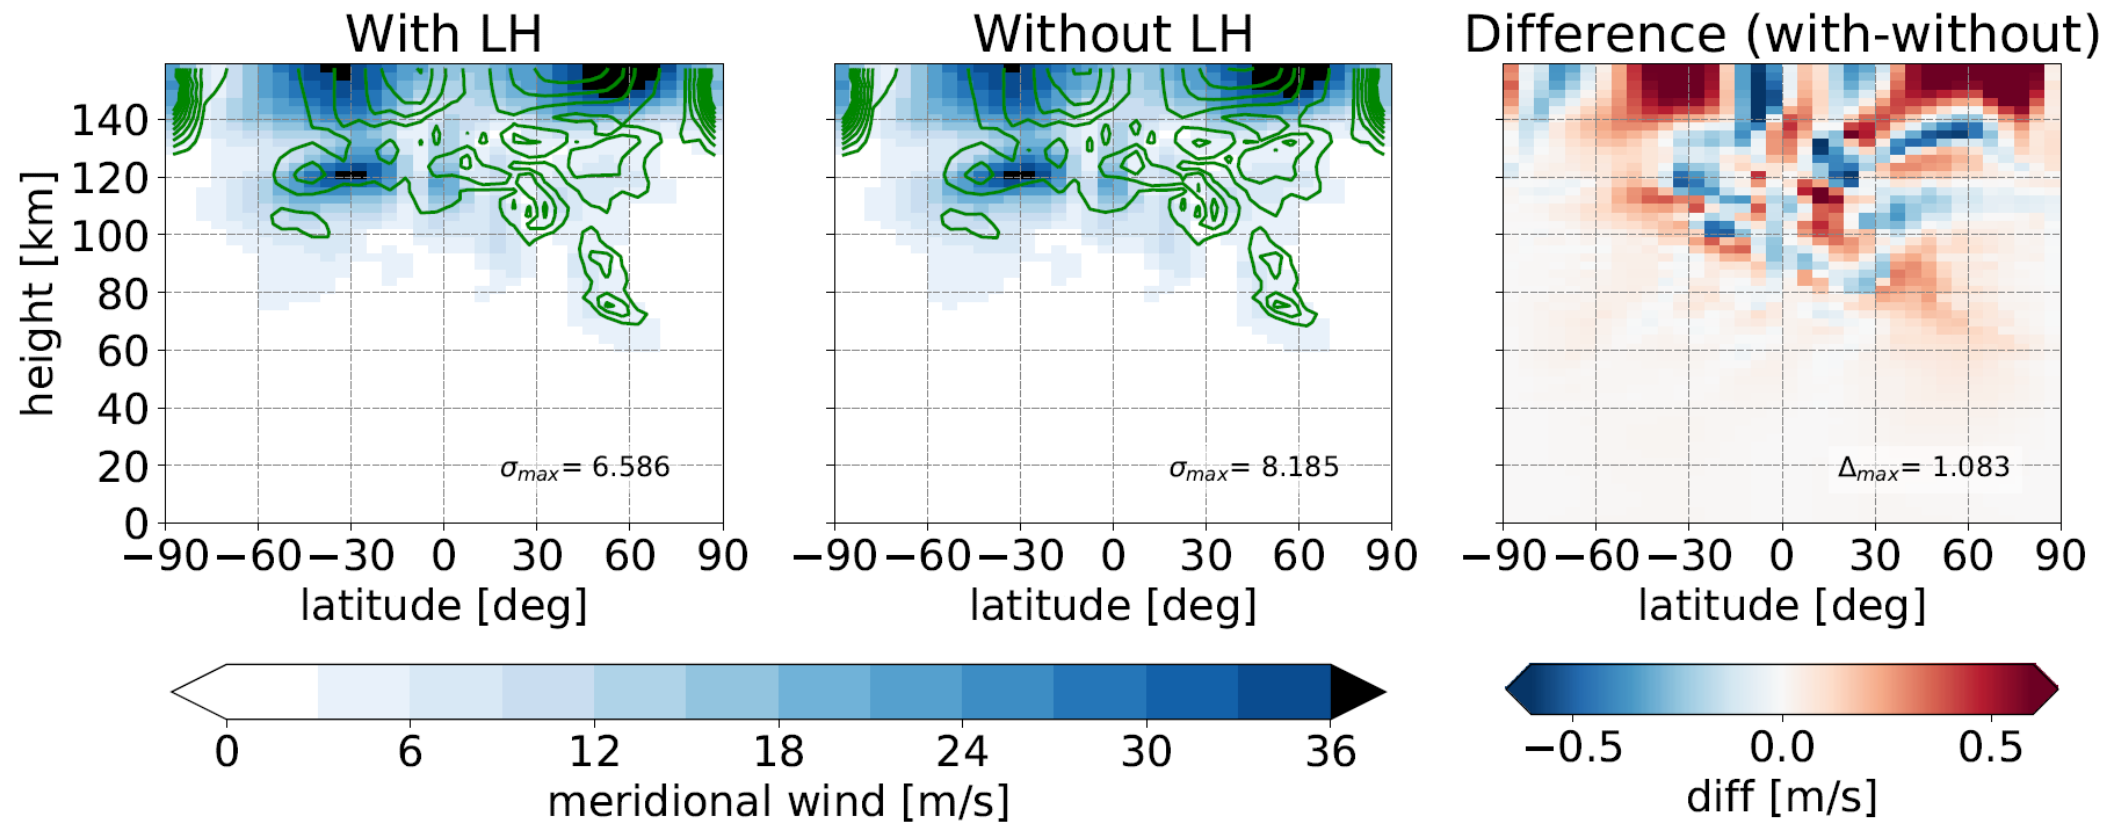 With LH
Without LH
Difference (with-without)
height [km]
140
120
100
80
60
40
20
0
σmax= 6.586
σmax= 8.185
Δmax= 1.083
−90 −60 −30 0 30 60 90
−90 −60 −30 0 30 60 90
−90 −60 −30 0 30 60 90
latitude [deg]
latitude [deg]
latitude [deg]
0 6 12 18 24 30 36
meridional wind [m/s]
−0.5 0.0 0.5
diff [m/s]